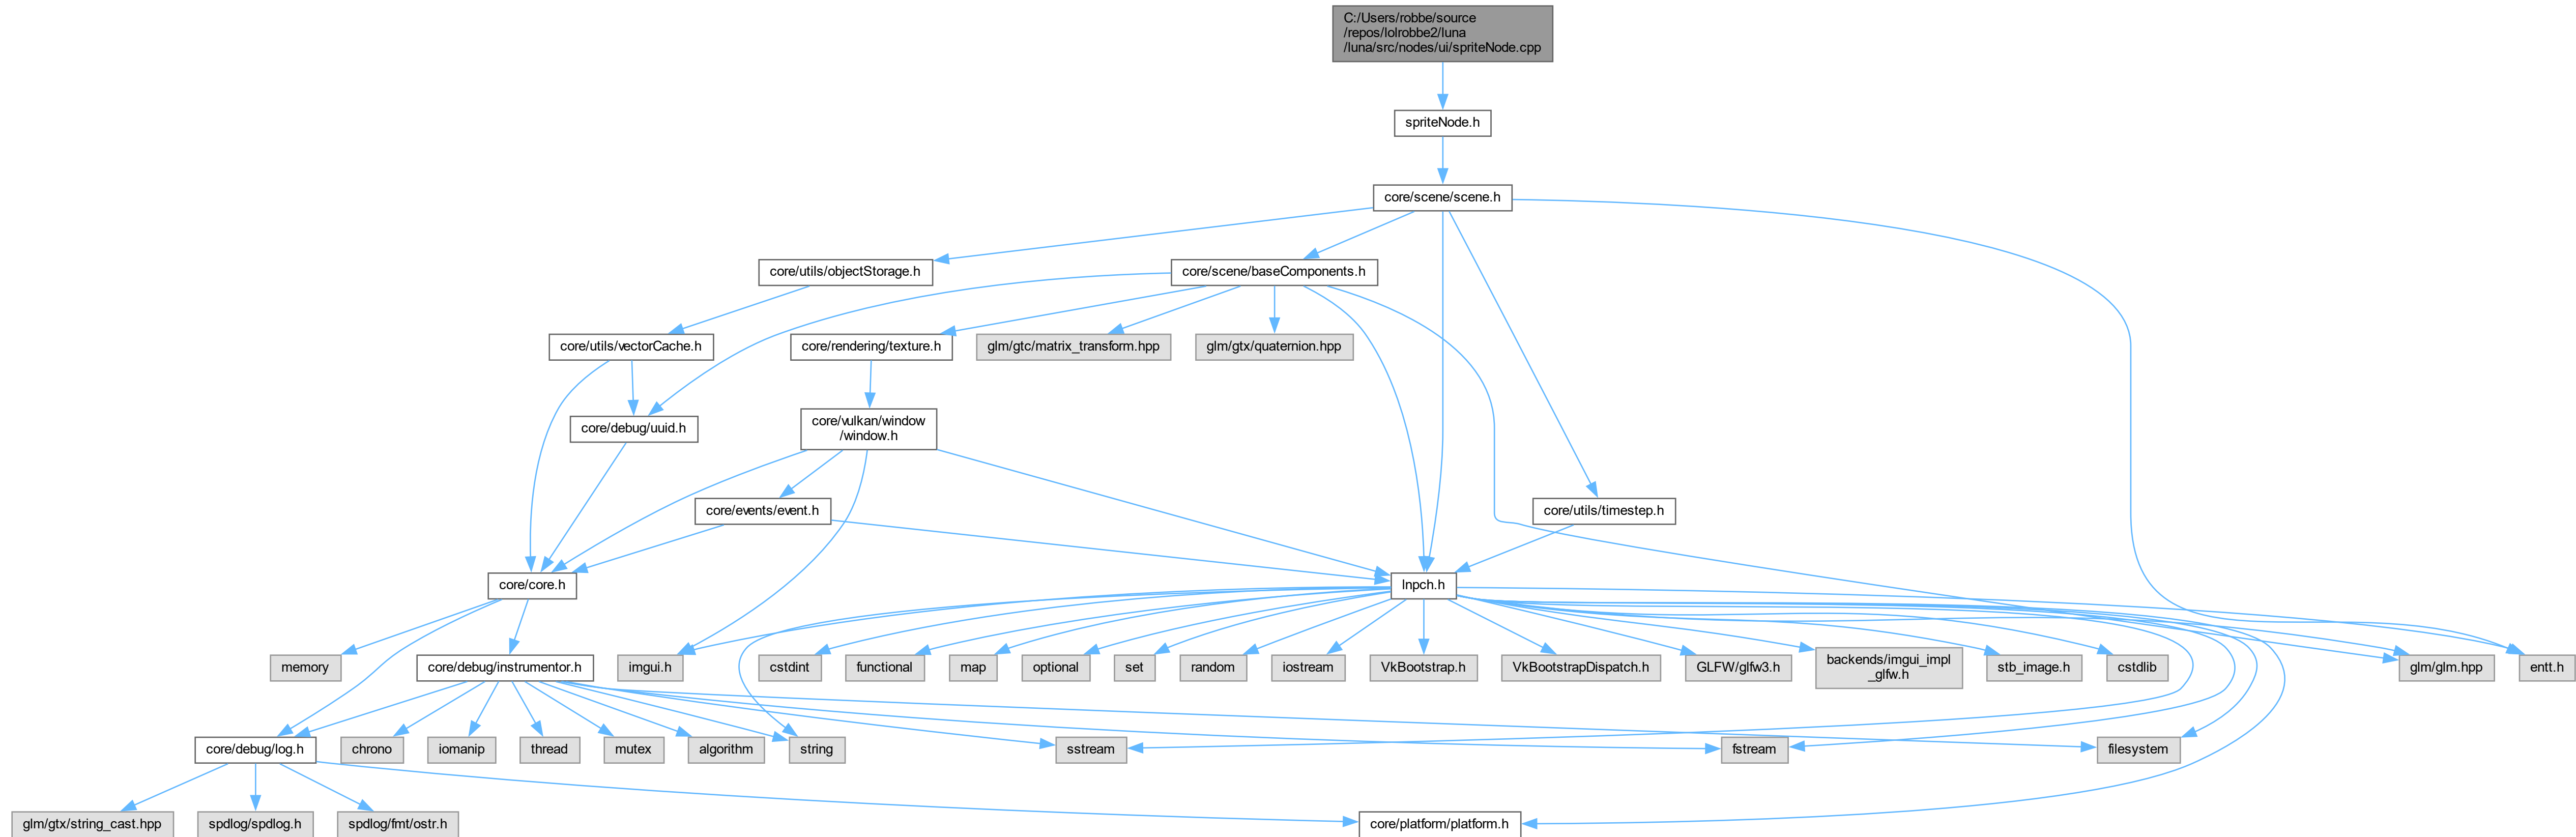 C:/Users/robbe/source
/repos/lolrobbe2/luna
/luna/src/nodes/ui/spriteNode.cpp
spriteNode.h
core/scene/scene.h
core/utils/objectStorage.h
core/scene/baseComponents.h
core/utils/vectorCache.h
core/rendering/texture.h
glm/gtc/matrix_transform.hpp
glm/gtx/quaternion.hpp
core/debug/uuid.h
core/vulkan/window
/window.h
core/events/event.h
core/utils/timestep.h
core/core.h
lnpch.h
memory
core/debug/instrumentor.h
imgui.h
cstdint
functional
map
optional
set
random
iostream
VkBootstrap.h
VkBootstrapDispatch.h
GLFW/glfw3.h
backends/imgui_impl
_glfw.h
stb_image.h
cstdlib
glm/glm.hpp
entt.h
core/debug/log.h
chrono
iomanip
thread
mutex
algorithm
string
sstream
fstream
filesystem
glm/gtx/string_cast.hpp
spdlog/spdlog.h
spdlog/fmt/ostr.h
core/platform/platform.h